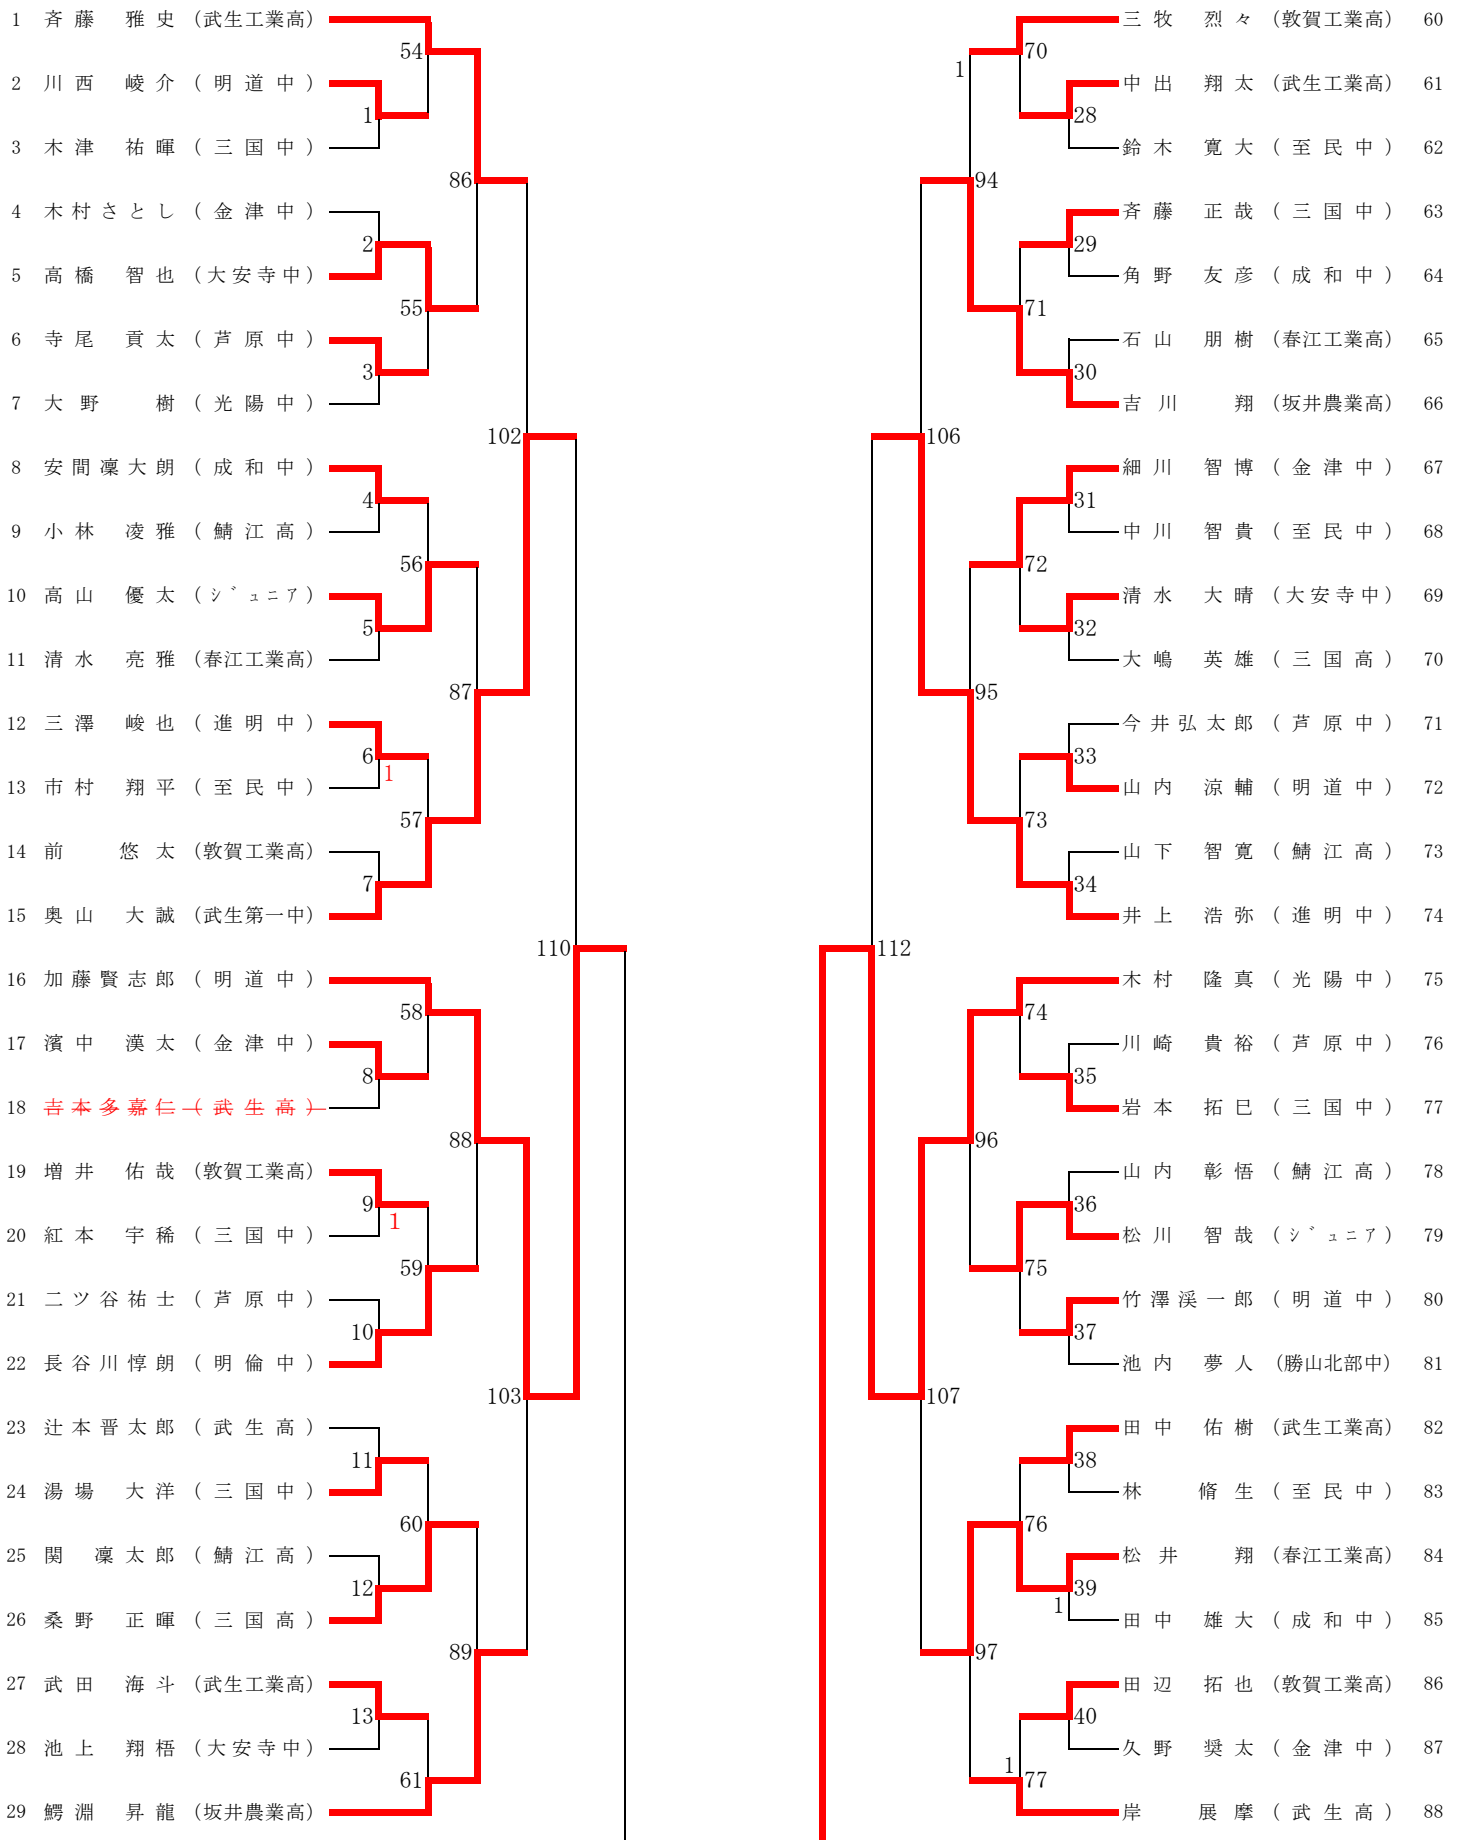 1 斉藤 雅史 (武生工業高)
2 川西 崚介 (明道中)
3 木津 祐暉 (三国中)
4 木村さとし (金津中)
5 高橋 智也 (大安寺中)
6 寺尾 貢太 (芦原中)
7 大野 樹 (光陽中)
8 安間凜大朗 (成和中)
9 小林 凌雅 (鯖江高)
10 高山 優太 (ジュニア)
11 清水 亮雅 (春江工業高)
12 三澤 峻也 (進明中)
13 市村 翔平 (至民中)
14 前 悠太 (敦賀工業高)
15 奥山 大誠 (武生第一中)
16 加藤賢志郎 (明道中)
17 濱中 漢太 (金津中)
18 吉本多嘉仁 (武生高)
19 増井 佑哉 (敦賀工業高)
20 紅本 宇稀 (三国中)
21 二ツ谷祐士 (芦原中)
22 長谷川惇朗 (明倫中)
23 辻本晋太郎 (武生高)
24 湯場 大洋 (三国中)
25 関 凜太郎 (鯖江高)
26 桑野 正暉 (三国高)
27 武田 海斗 (武生工業高)
28 池上 翔梧 (大安寺中)
29 鰐淵 昇龍 (坂井農業高)
1
2
3
4
5
6
1
7
8
9
1
10
11
12
13
54
55
56
57
58
59
60
61
86
87
88
89
102
103
110
112
106
107
1
94
95
96
97
70
71
72
73
74
75
76
1
77
28
29
30
31
32
33
34
35
36
37
38
39
1
40
三牧 烈々 (敦賀工業高) 60
中出 翔太 (武生工業高) 61
鈴木 寛大 (至民中) 62
斉藤 正哉 (三国中) 63
角野 友彦 (成和中) 64
石山 朋樹 (春江工業高) 65
吉川 翔 (坂井農業高) 66
細川 智博 (金津中) 67
中川 智貴 (至民中) 68
清水 大晴 (大安寺中) 69
大嶋 英雄 (三国高) 70
今井弘太郎 (芦原中) 71
山内 涼輔 (明道中) 72
山下 智寛 (鯖江高) 73
井上 浩弥 (進明中) 74
木村 隆真 (光陽中) 75
川崎 貴裕 (芦原中) 76
岩本 拓巳 (三国中) 77
山内 彰悟 (鯖江高) 78
松川 智哉 (ジュニア) 79
竹澤渓一郎 (明道中) 80
池内 夢人 (勝山北部中) 81
田中 佑樹 (武生工業高) 82
林 脩生 (至民中) 83
松井 翔 (春江工業高) 84
田中 雄大 (成和中) 85
田辺 拓也 (敦賀工業高) 86
久野 奨太 (金津中) 87
岸 展摩 (武生高) 88